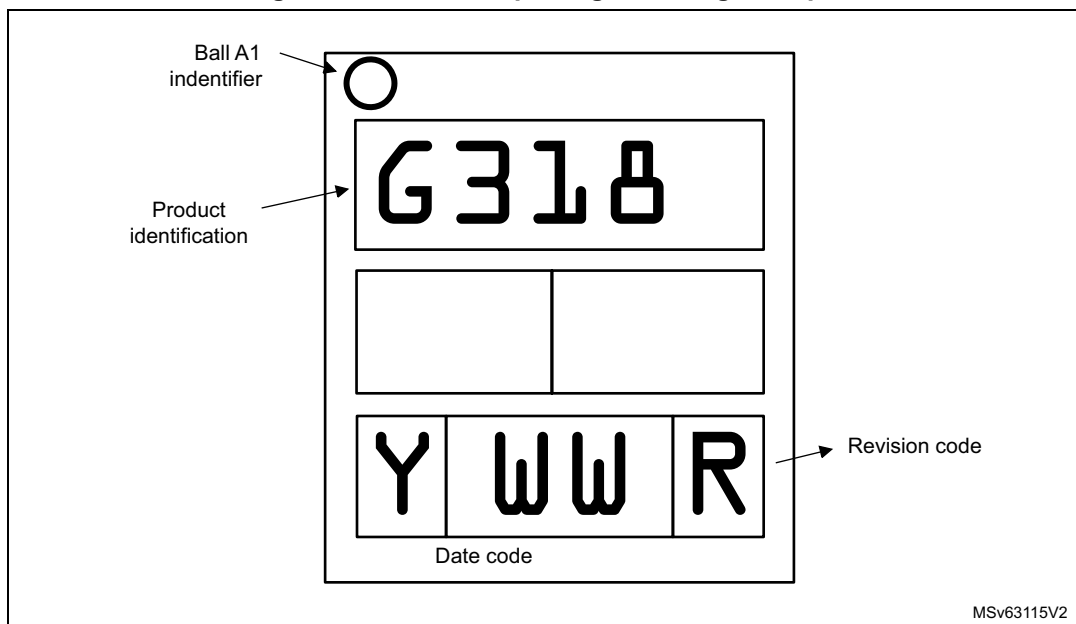 Ball A1
indentifier
G318
Product
identification
Y WW R
Revision code
Date code
MSv63115V2